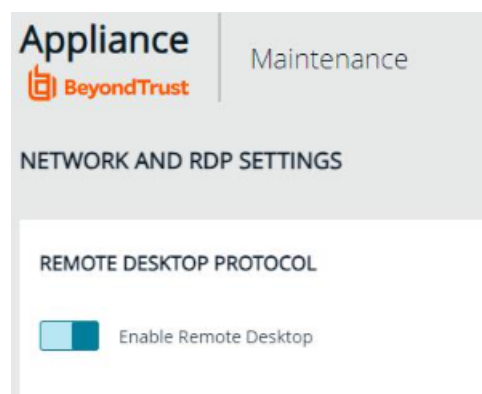 Appliance
BeyondTrust
Maintenance
NETWORK AND RDP SETTINGS
REMOTE DESKTOP PROTOCOL
Enable Remote Desktop